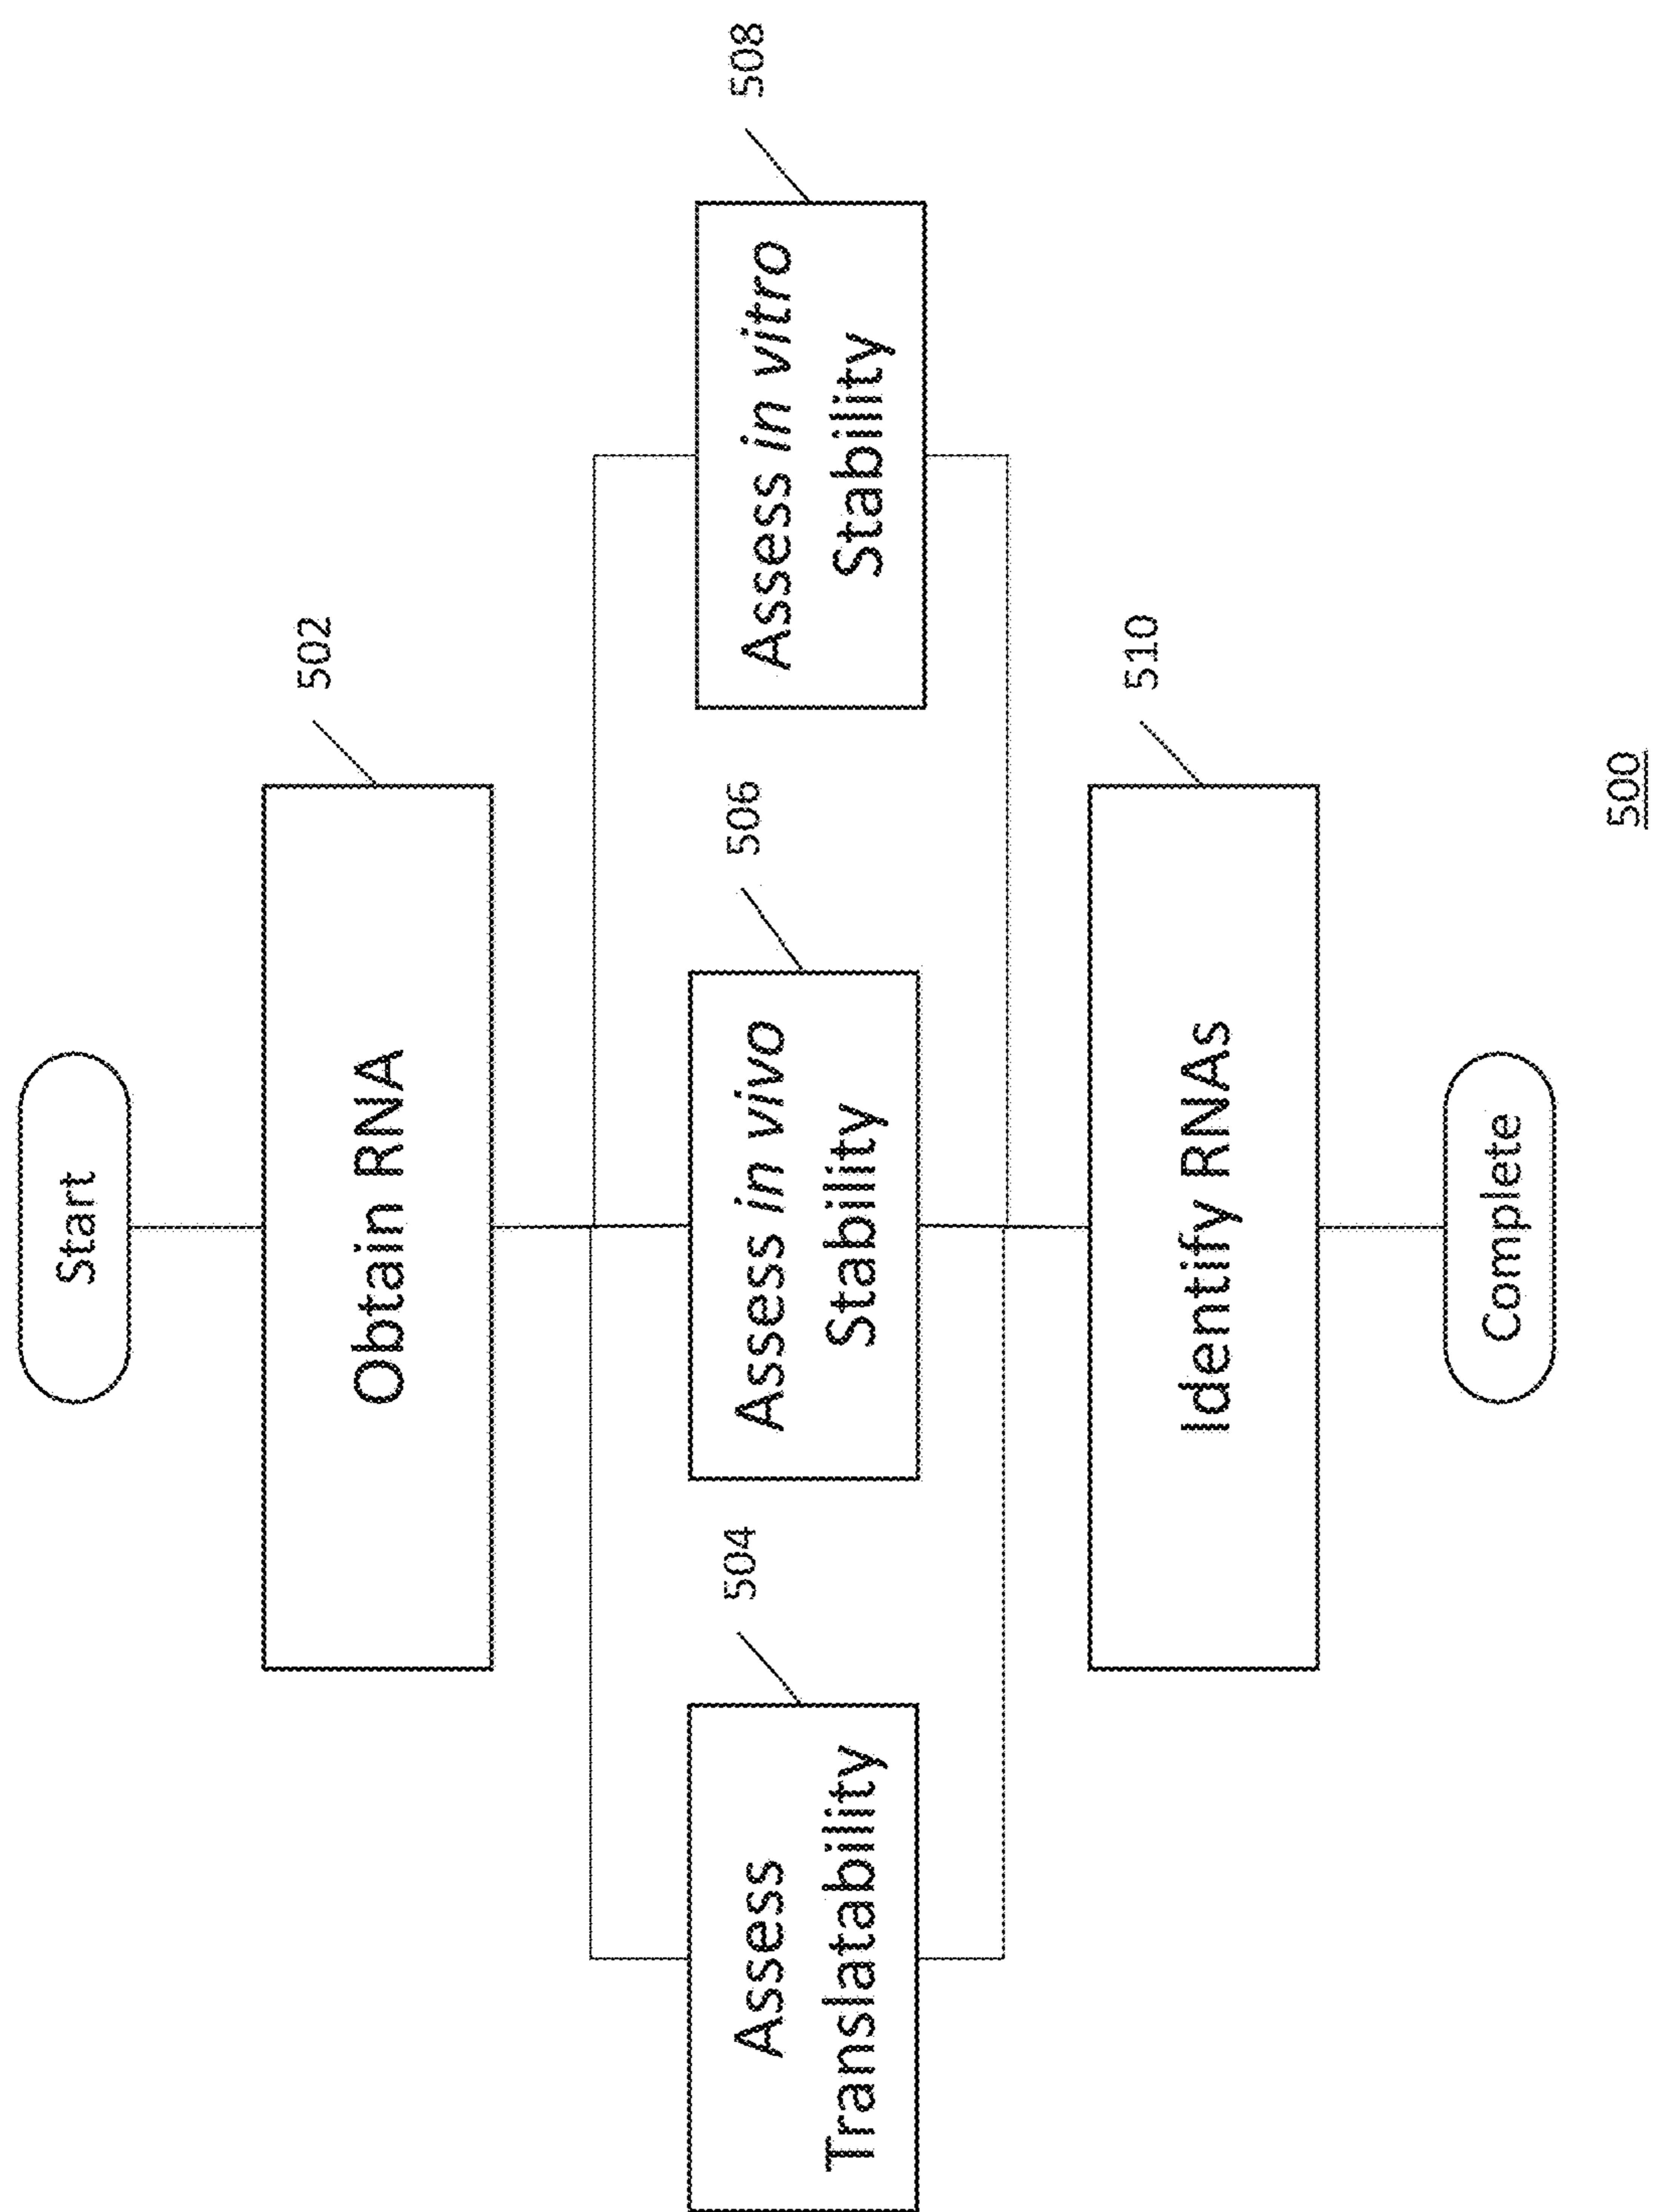 Start
502
Obtain RNA
504
506
508
Assess
Translatability
Assess in vivo
Stability
Assess in vitro
Stability
510
Identify RNAs
Complete
500